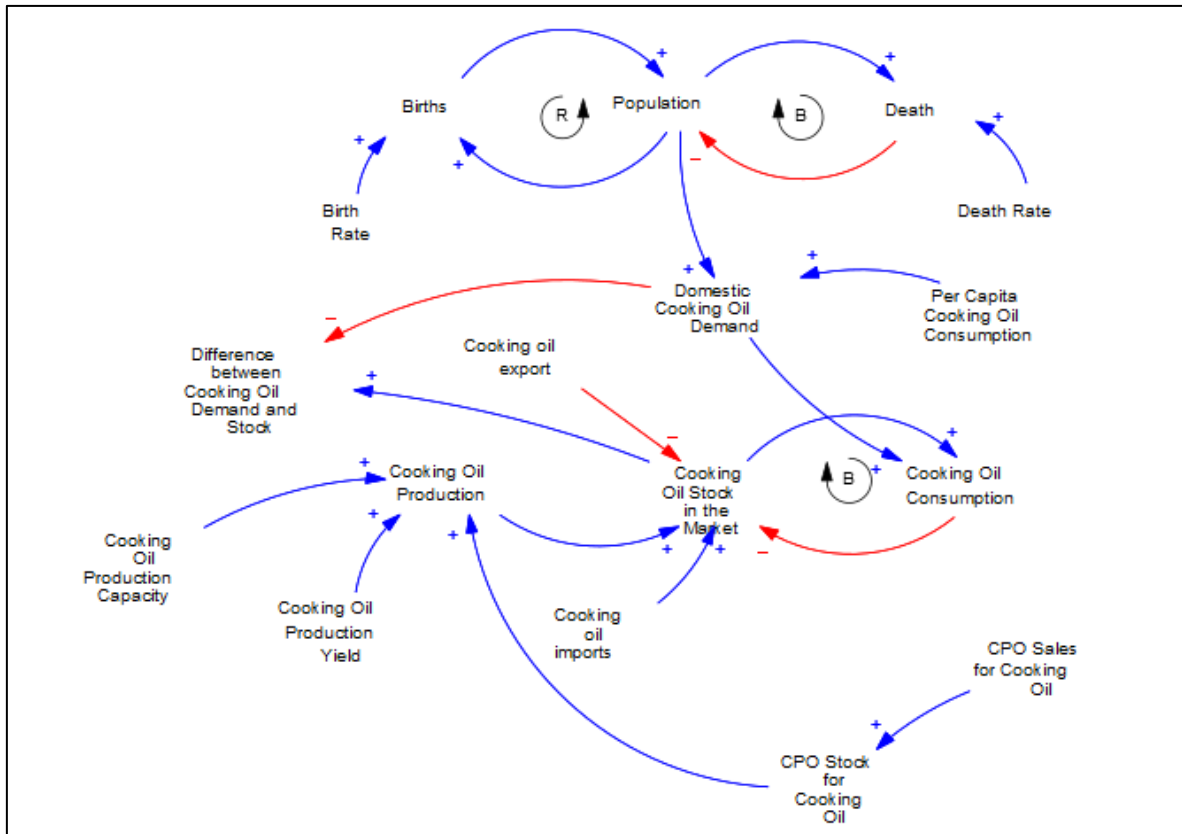 +
+
Births
R
Population
B
Death
+
+
−
+
Birth
Rate
Death Rate
+
+
Domestic
Cooking Oil
Demand
Per Capita
Cooking Oil
Consumption
−
Cooking oil
export
Difference
between
Cooking Oil
Demand and
Stock
+
−
+
+
Cooking Oil
Production
Cooking
Oil Stock
in the
Market
B
+
Cooking Oil
Consumption
+
+
+
+
−
Cooking
Oil
Production
Capacity
Cooking Oil
Production
Yield
Cooking
oil
imports
CPO Sales
for Cooking
Oil
+
CPO Stock
for
Cooking
Oil